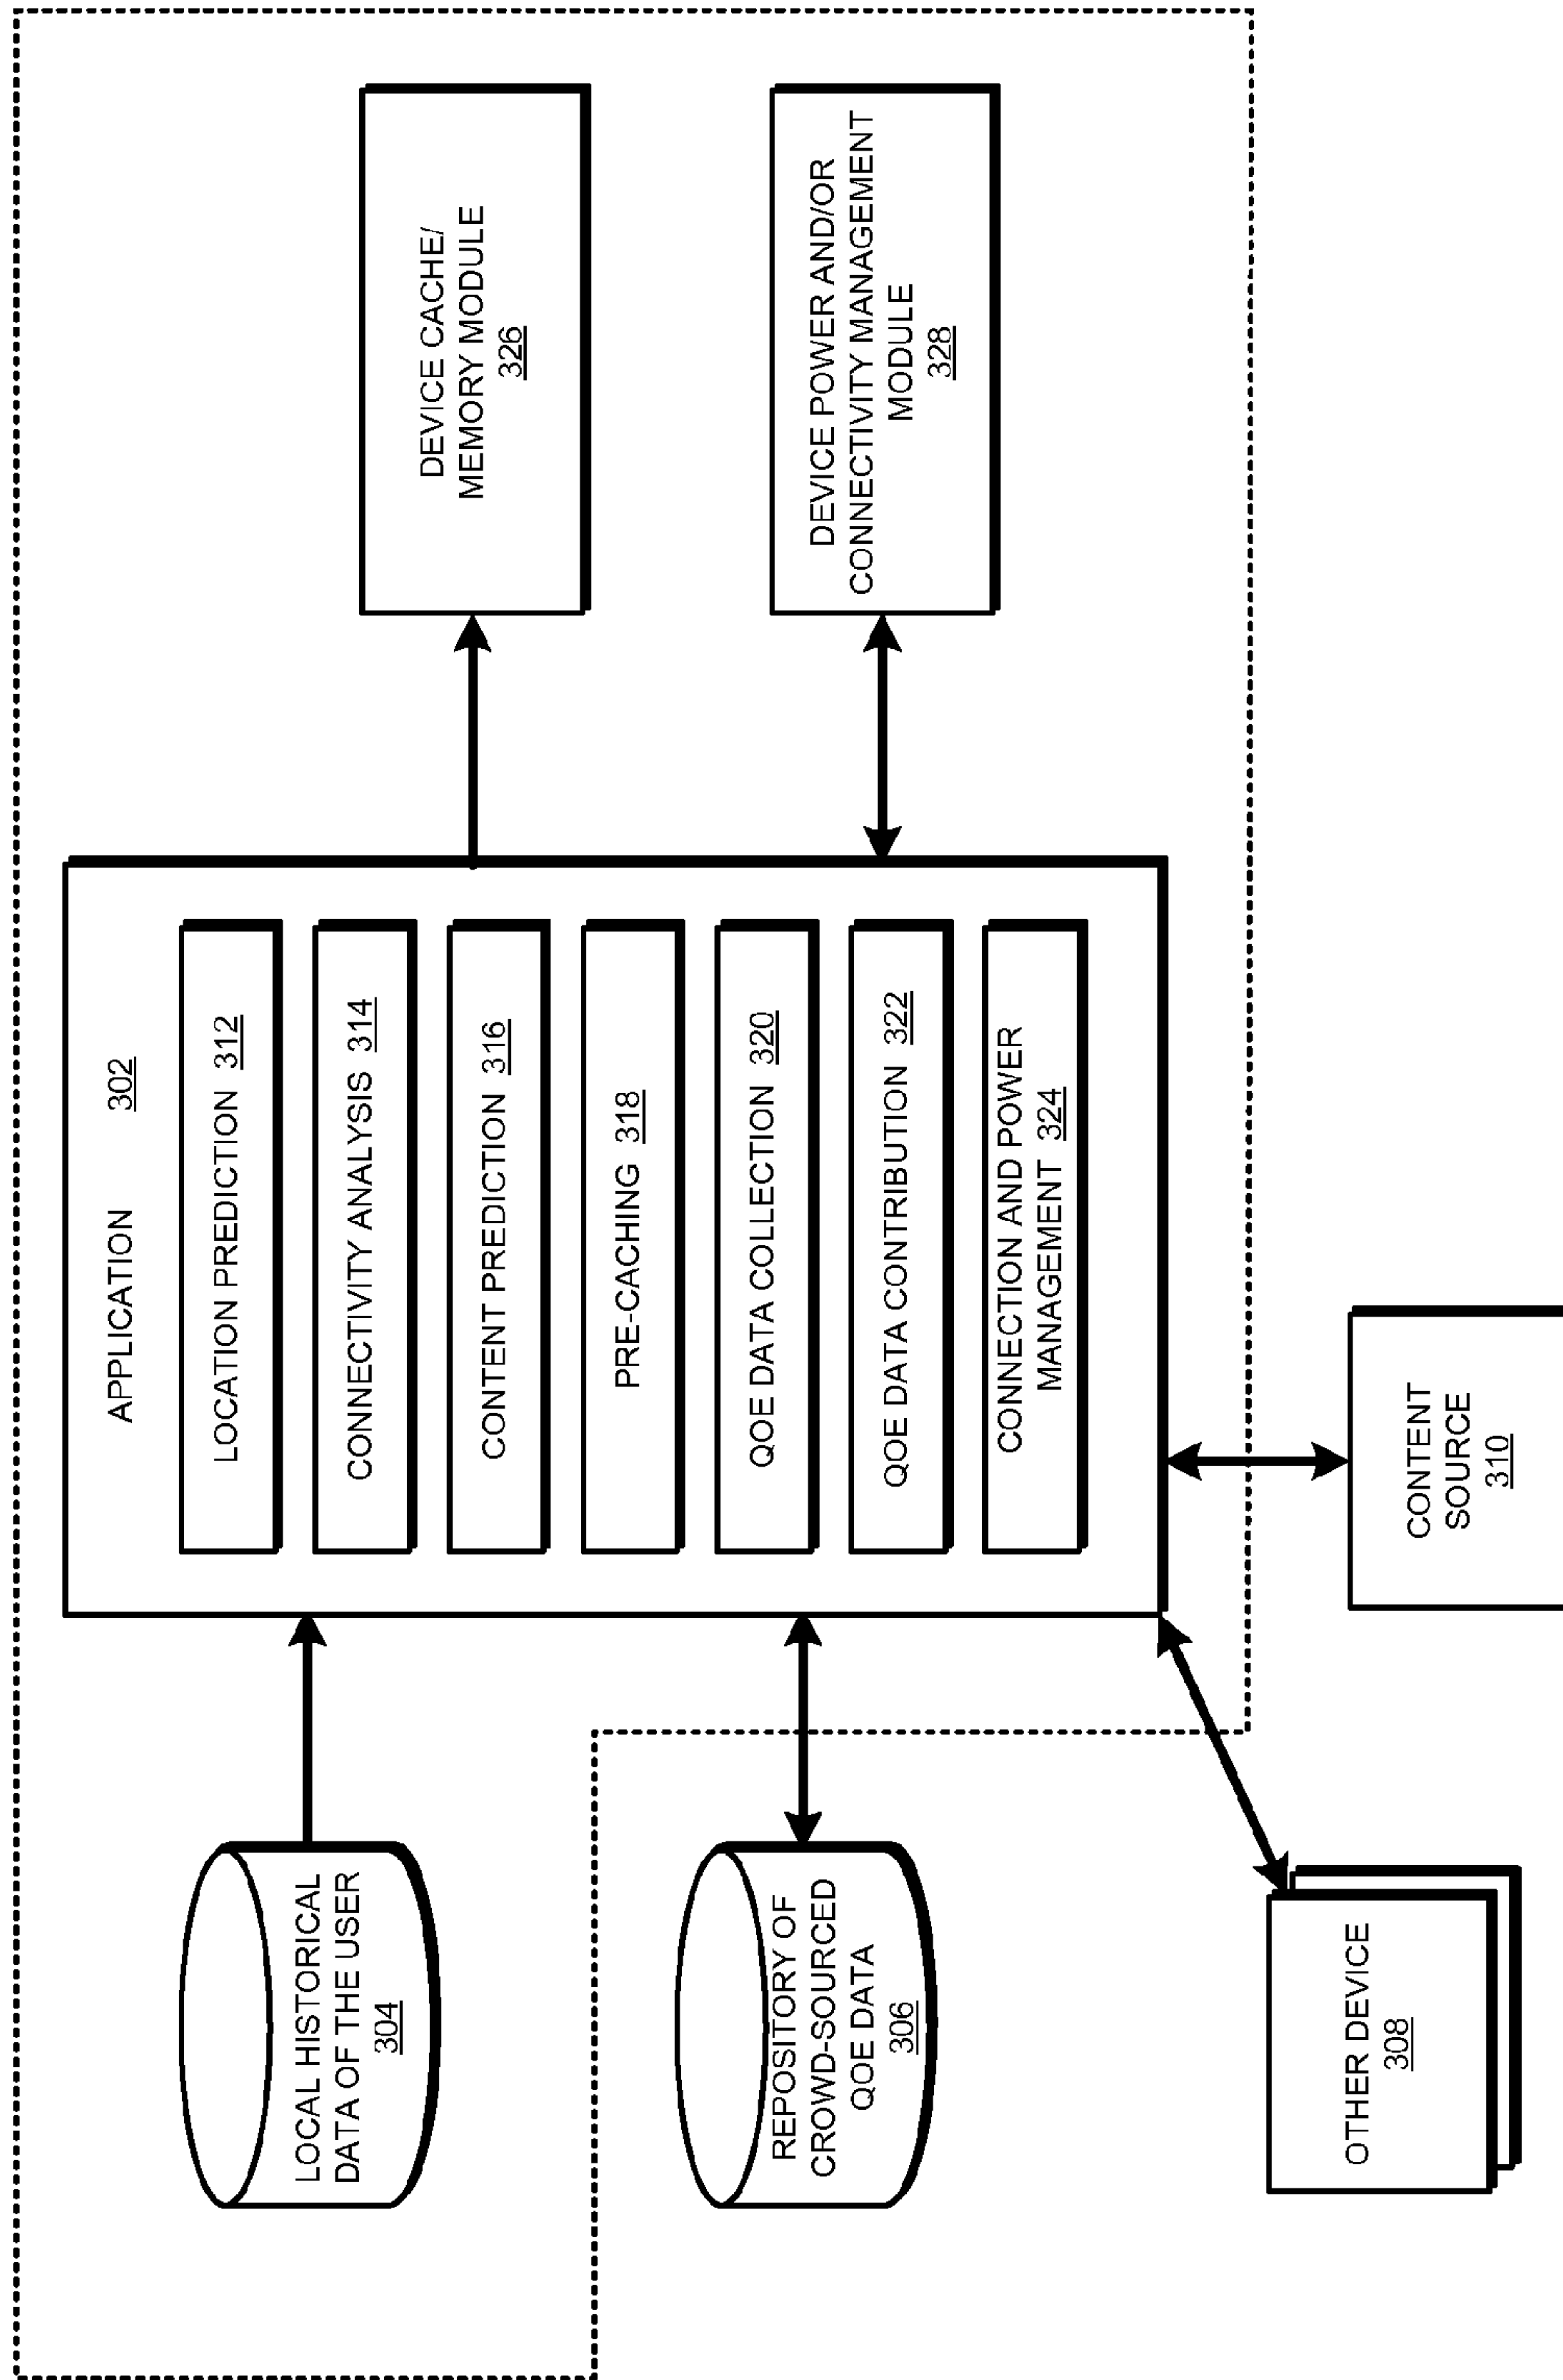 LOCAL HISTORICAL
DATA OF THE USER
304
REPOSITORY OF
CROWD-SOURCED
QOE DATA
306
OTHER DEVICE
308
APPLICATION 302
LOCATION PREDICTION 312
CONNECTIVITY ANALYSIS 314
CONTENT PREDICTION 316
PRE-CACHING 318
QOE DATA COLLECTION 320
QOE DATA CONTRIBUTION 322
CONNECTION AND POWER
MANAGEMENT 324
CONTENT
SOURCE
310
DEVICE CACHE/
MEMORY MODULE
326
DEVICE POWER AND/OR
CONNECTIVITY MANAGEMENT
MODULE
328